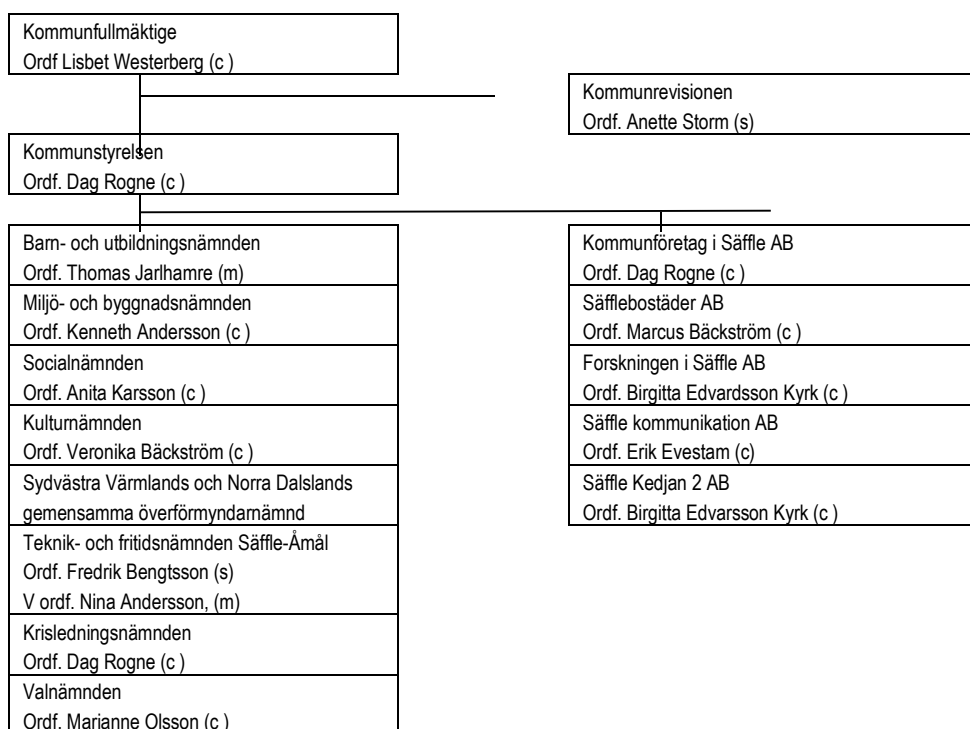 Kommunfullmäktige
Ordf Lisbet Westerberg (c )
Kommunrevisionen
Ordf. Anette Storm (s)
Kommunstyrelsen
Ordf. Dag Rogne (c )
Barn- och utbildningsnämnden
Ordf. Thomas Jarlhamre (m)
Miljö- och byggnadsnämnden
Ordf. Kenneth Andersson (c )
Socialnämnden
Ordf. Anita Karsson (c )
Kulturnämnden
Ordf. Veronika Bäckström (c )
Sydvästra Värmlands och Norra Dalslands
gemensamma överförmyndarnämnd
Teknik- och fritidsnämnden Säffle-Åmål
Ordf. Fredrik Bengtsson (s)
V ordf. Nina Andersson, (m)
Krisledningsnämnden
Ordf. Dag Rogne (c )
Valnämnden
Ordf. Marianne Olsson (c )
Kommunföretag i Säffle AB
Ordf. Dag Rogne (c )
Säfflebostäder AB
Ordf. Marcus Bäckström (c )
Forskningen i Säffle AB
Ordf. Birgitta Edvardsson Kyrk (c )
Säffle kommunikation AB
Ordf. Erik Evestam (c)
Säffle Kedjan 2 AB
Ordf. Birgitta Edvarsson Kyrk (c )